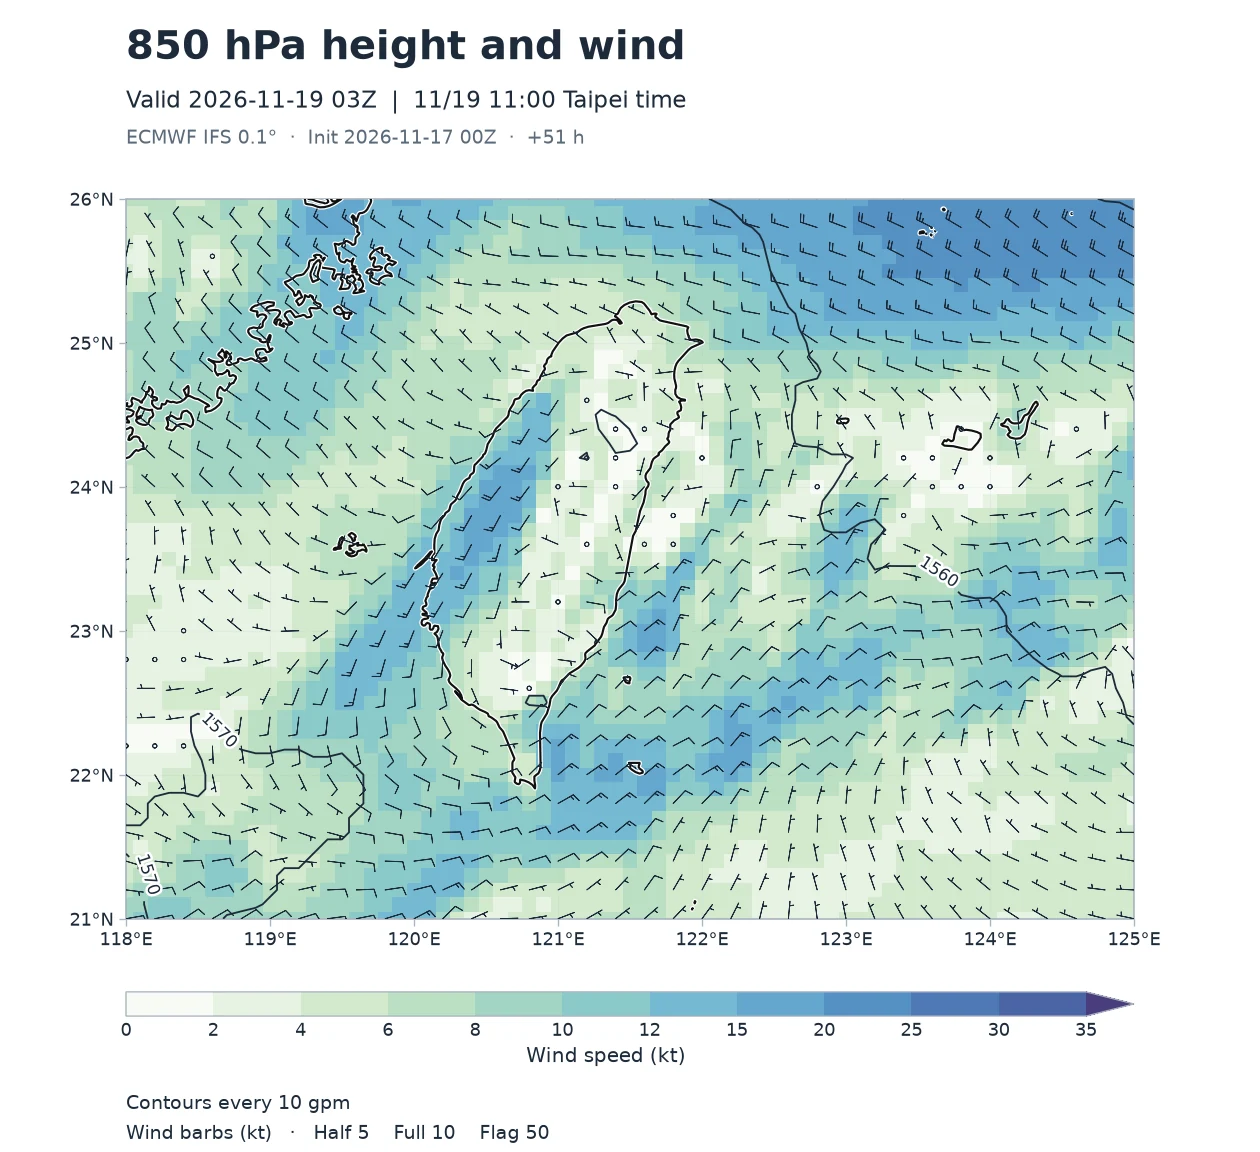 850 hPa height and wind
Valid 2026-11-19 03Z | 11/19 11:00 Taipei time
ECMWF IFS 0.1° · Init 2026-11-17 00Z · +51 h
26°N
25°N
24°N
23°N
22°N
21°N
1560
1570
1570
118°E 119°E 120°E 121°E 122°E 123°E 124°E 125°E
0 2 4 6 8 10 12 15 20 25 30 35
Wind speed (kt)
Contours every 10 gpm
Wind barbs (kt) · Half 5 Full 10 Flag 50